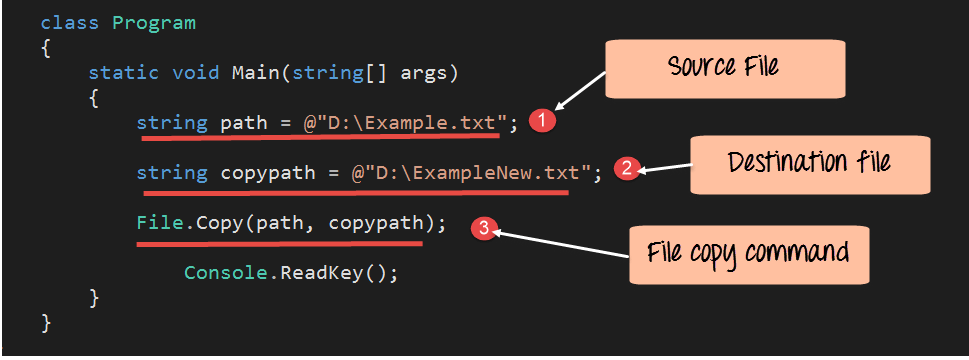 class Program
{
static void Main(string[] args)
{
string path = @"D:\Example.txt"; 1
Source File
string copypath = @"D:\ExampleNew.txt"; 2
Destination file
File.Copy(path, copypath); 3
File copy command
Console.ReadKey();
}
}